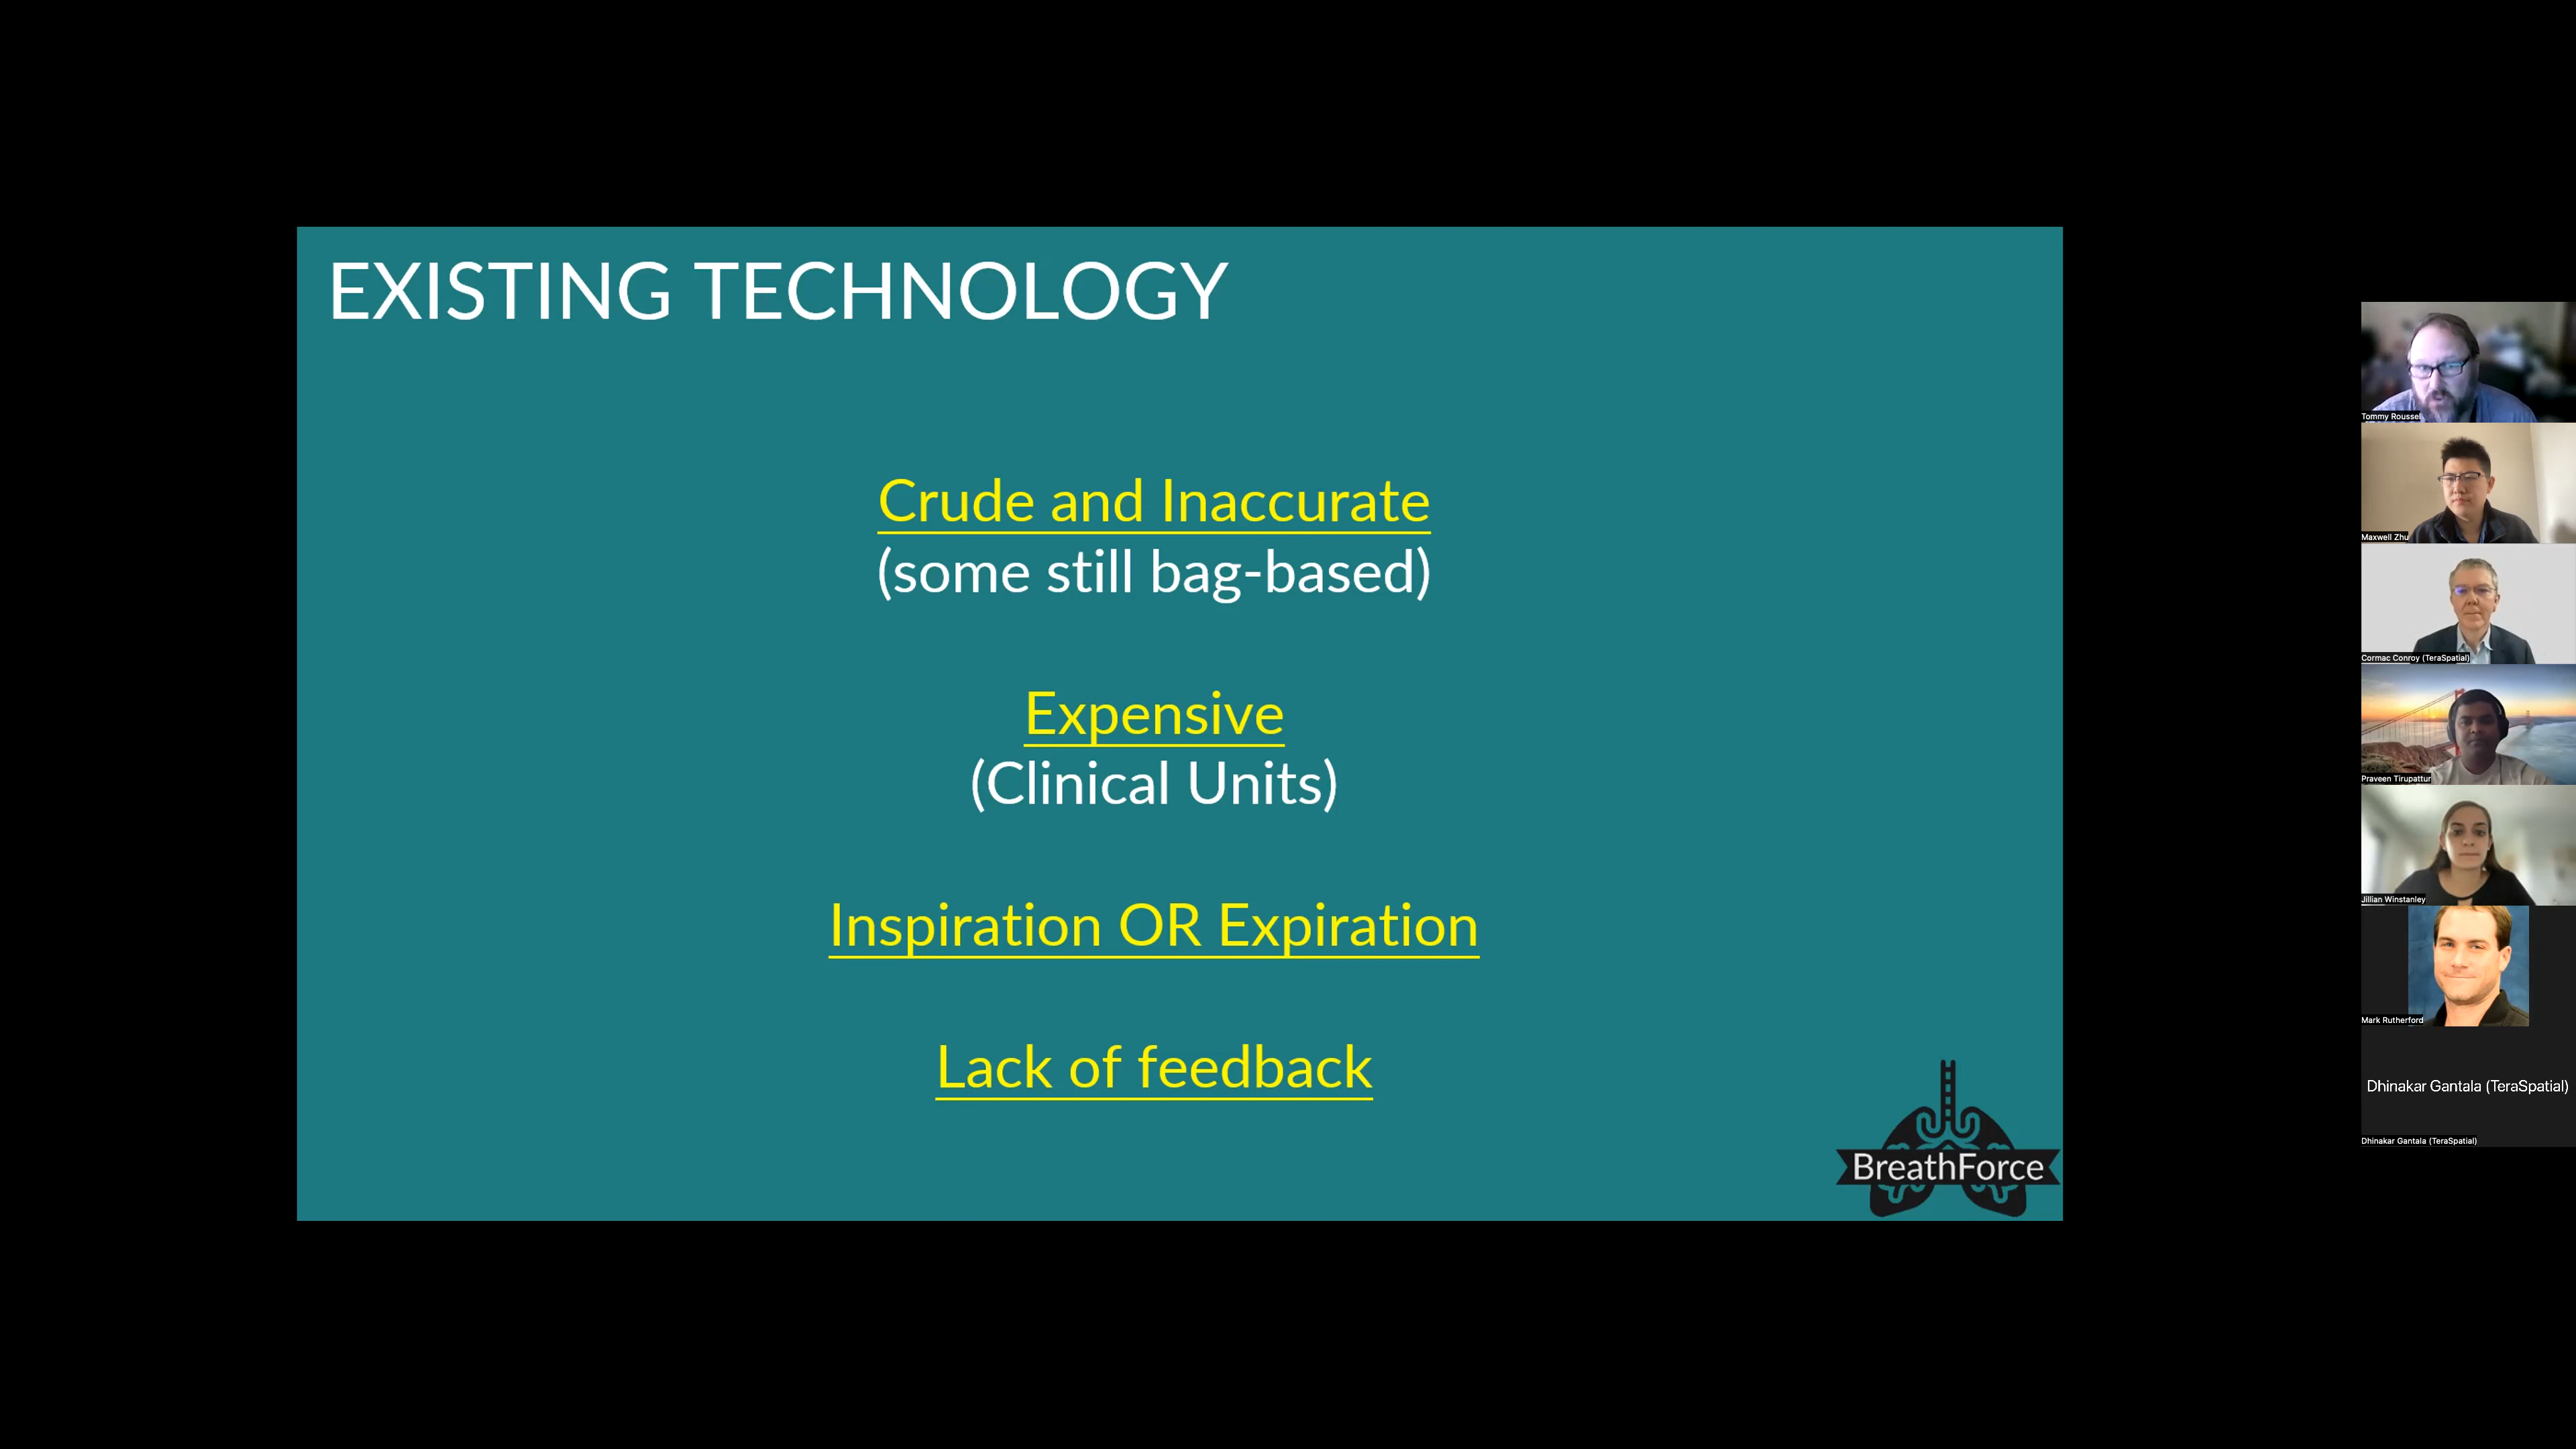 EXISTING TECHNOLOGY
Crude and Inaccurate
(some still bag-based)
Expensive
(Clinical Units)
Inspiration OR Expiration
Lack of feedback
BreathForce
Tommy Roussel
Maxwell Zhu
Cormac Conroy (TeraSpatial)
Praveen Tirupattur
Jillian Winstanley
Mark Rutherford
Dhinakar Gantala (TeraSpatial)
Dhinakar Gantala (TeraSpatial)